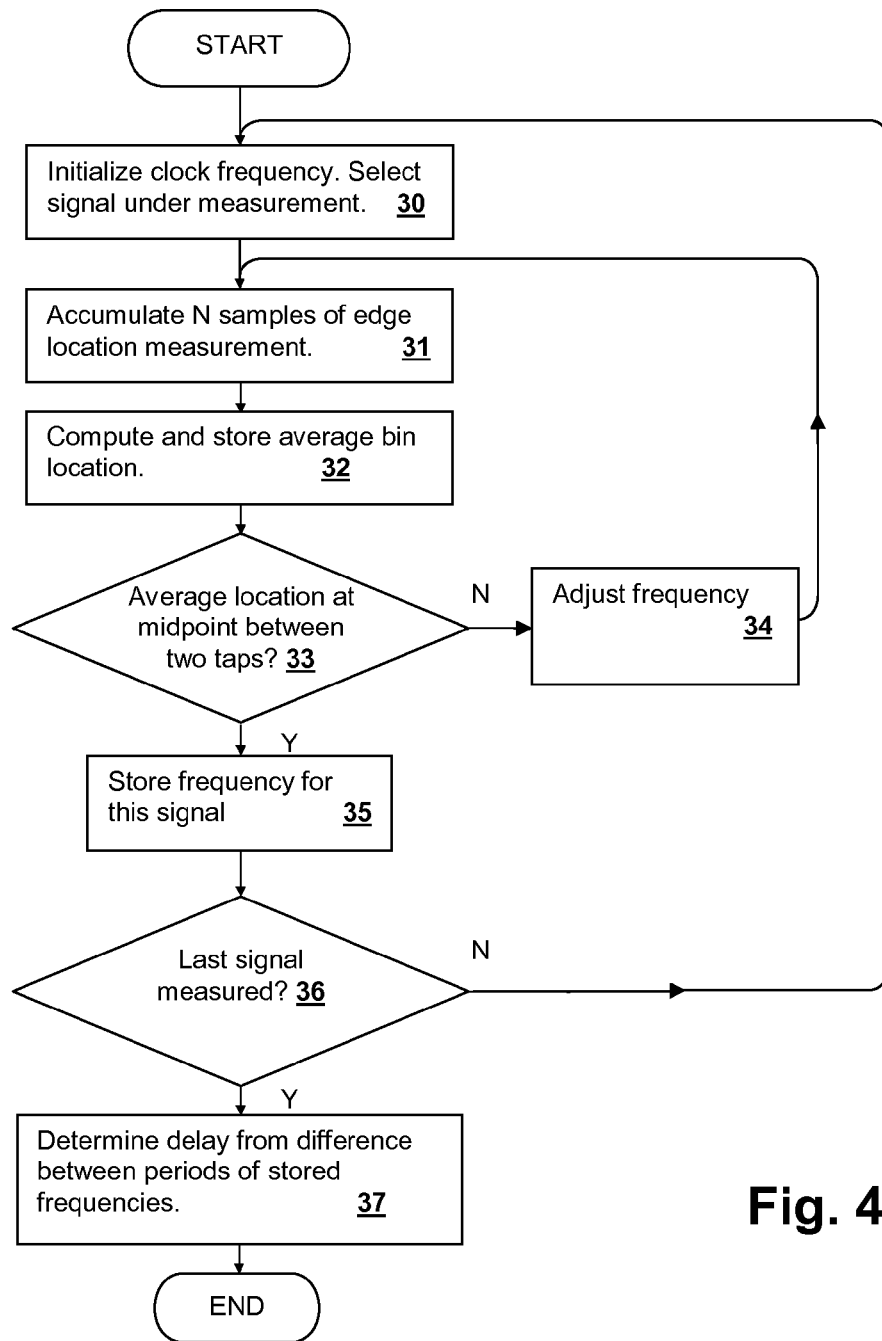 START
Initialize clock frequency. Select
signal under measurement. 30
Accumulate N samples of edge
location measurement. 31
Compute and store average bin
location. 32
Average location at
midpoint between
two taps? 33
N
Adjust frequency
34
Y
Store frequency for
this signal 35
Last signal
measured? 36
N
Y
Determine delay from difference
between periods of stored
frequencies. 37
Fig. 4
END